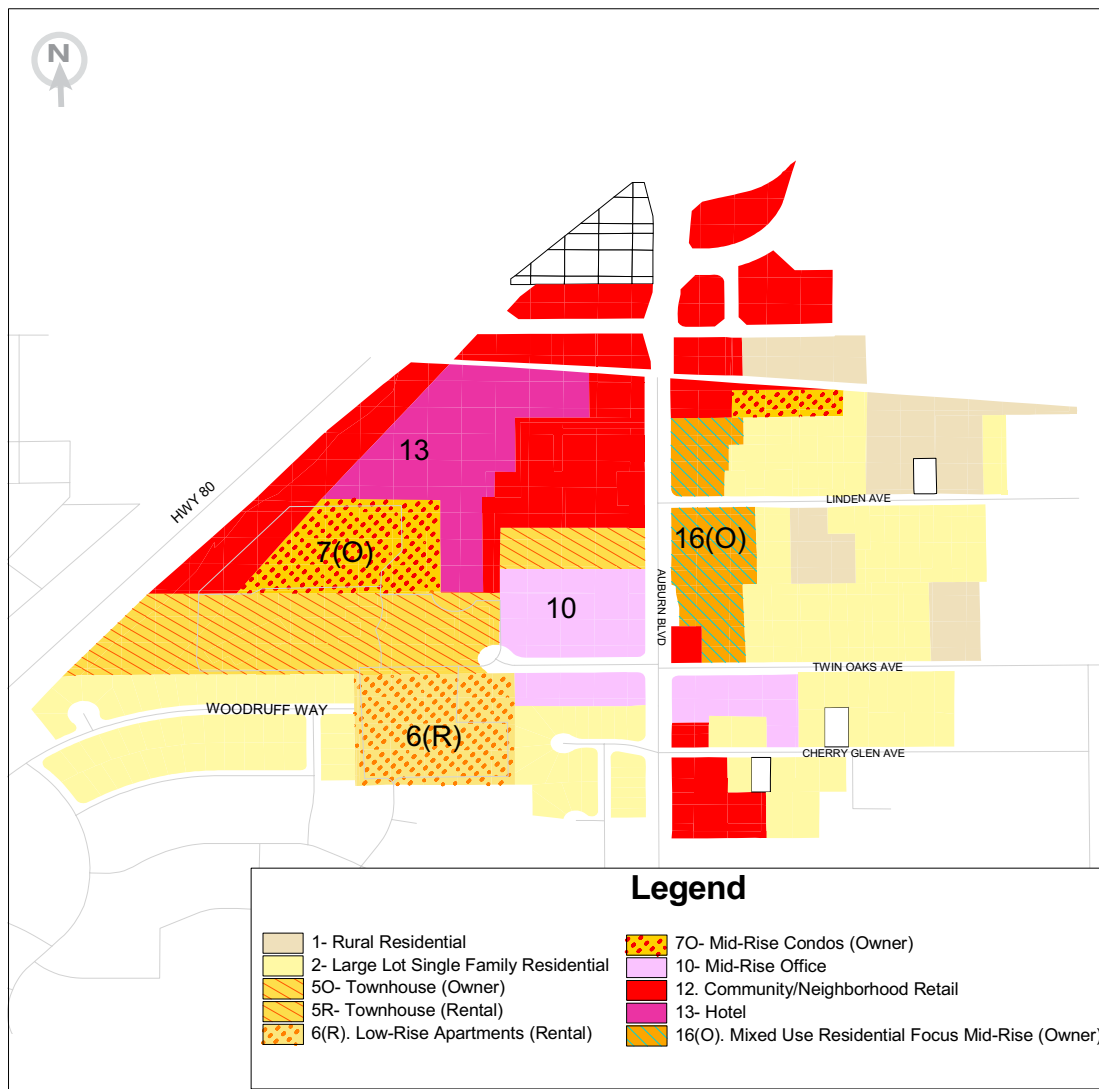 N
13
HWY 80
LINDEN AVE
7(O)
16(O)
AUBURN BLVD
10
TWIN OAKS AVE
WOODRUFF WAY
6(R)
CHERRY GLEN AVE
Legend
1- Rural Residential
2- Large Lot Single Family Residential
5O- Townhouse (Owner)
5R- Townhouse (Rental)
6(R). Low-Rise Apartments (Rental)
7O- Mid-Rise Condos (Owner)
10- Mid-Rise Office
12. Community/Neighborhood Retail
13- Hotel
16(O). Mixed Use Residential Focus Mid-Rise (Owner)